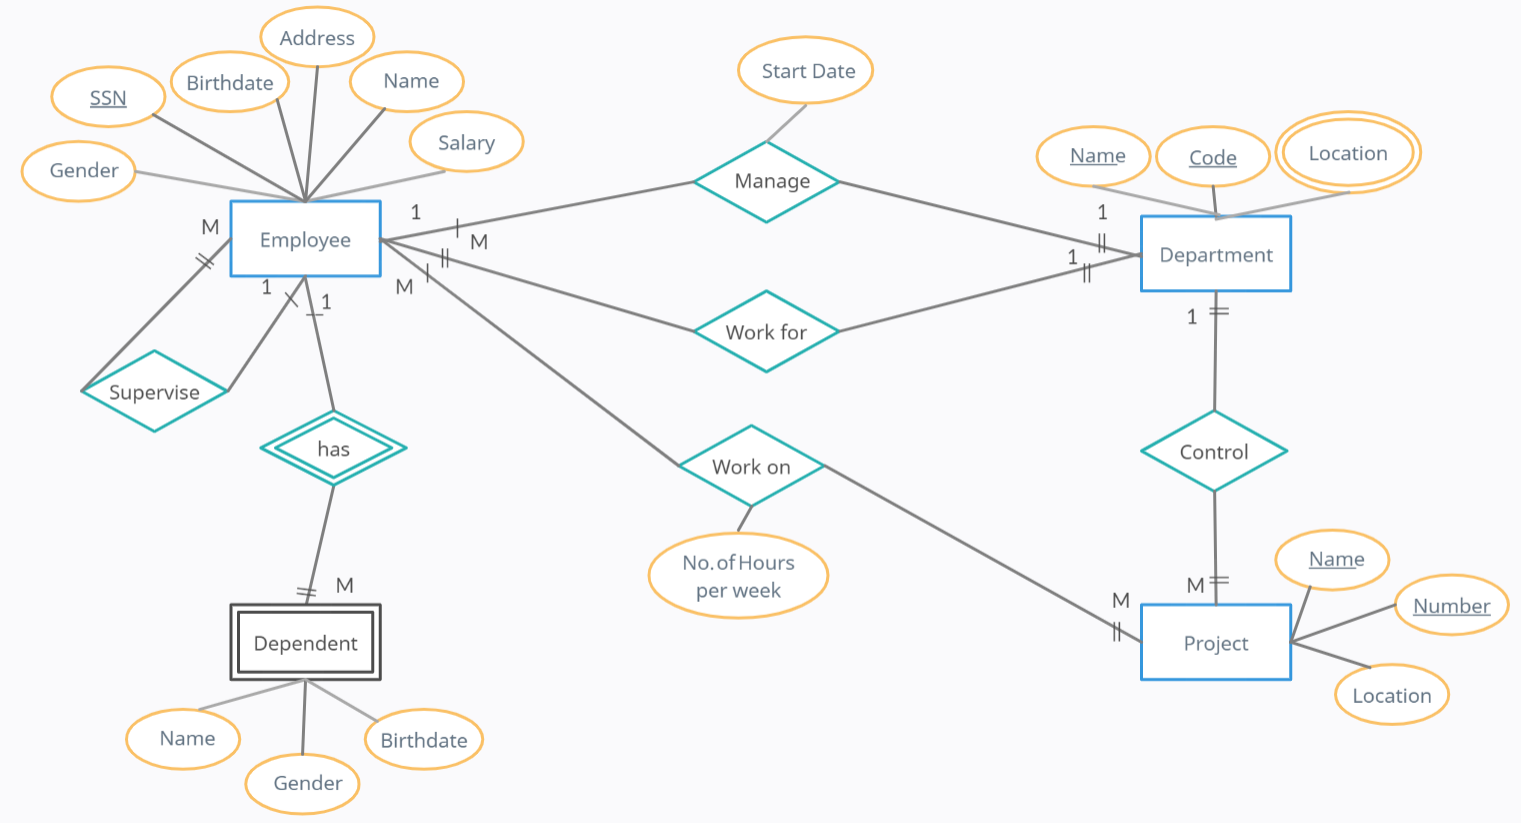 Address
Start Date
Birthdate
Name
SSN
Salary
Name
Code
Location
Gender
Manage
M
1
1
M
Employee
Department
1
M
1
1
1
Work for
Supervise
has
Work on
Control
No. of Hours
per week
Name
M
M
M
Number
Dependent
Project
Location
Name
Birthdate
Gender